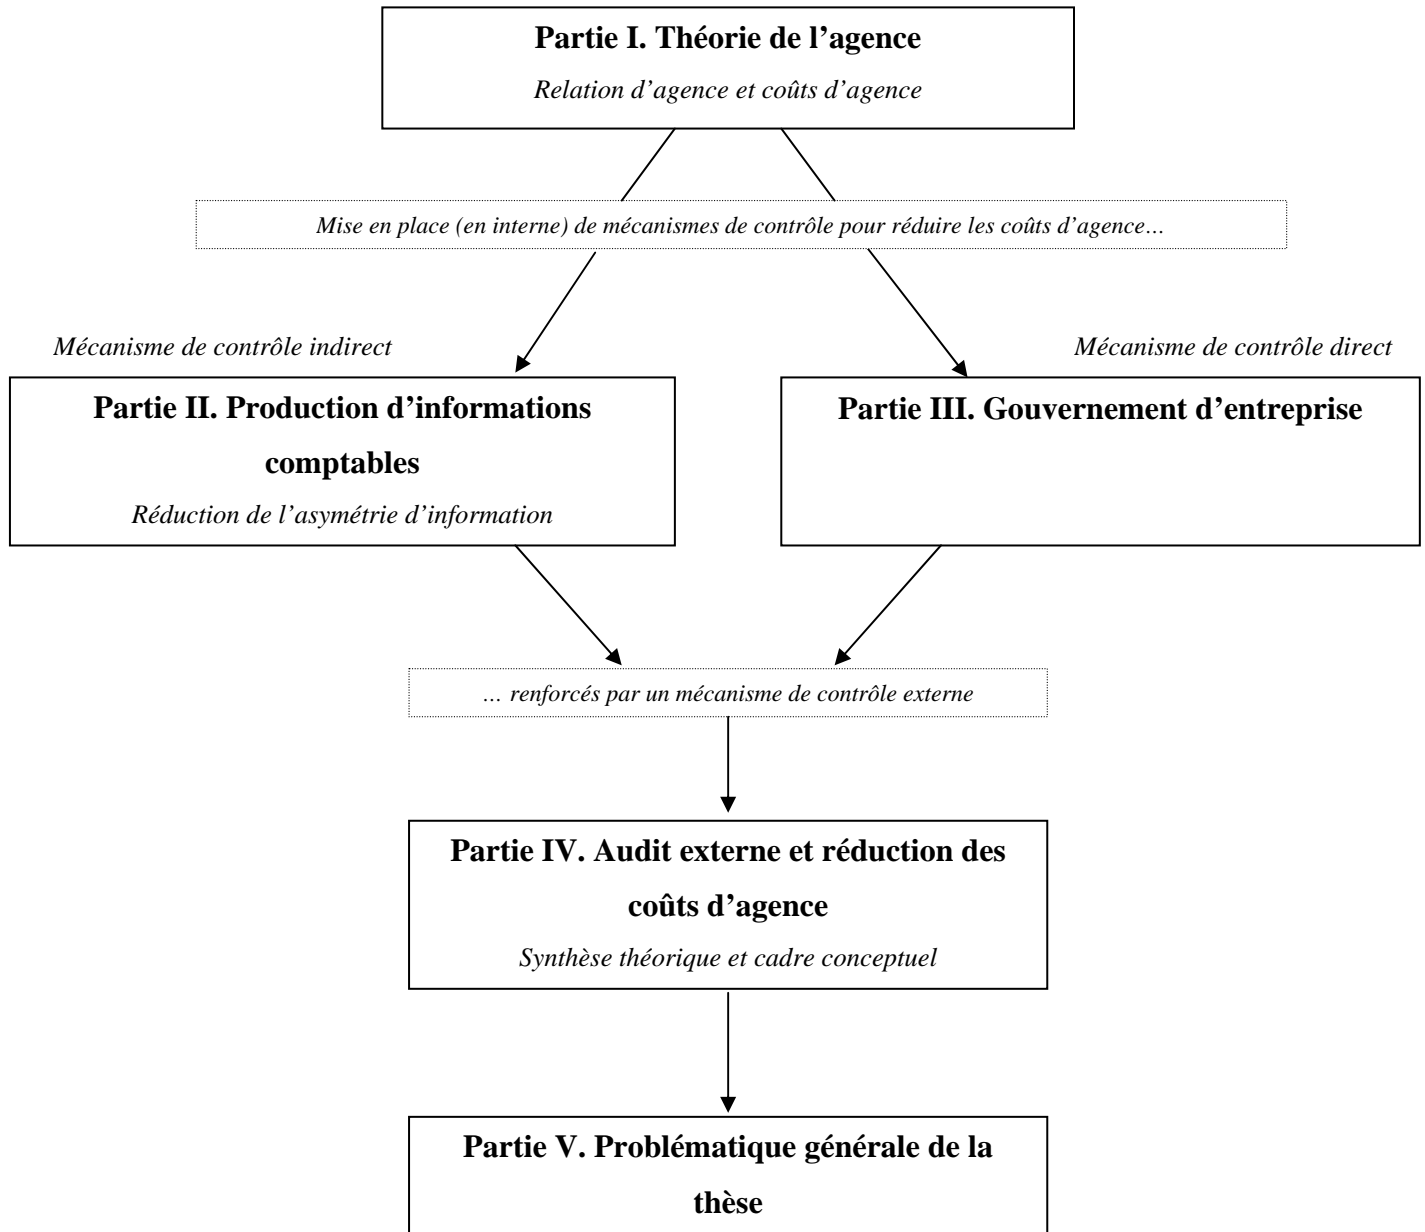 Partie I. Théorie de l’agence
Relation d’agence et coûts d’agence
Mise en place (en interne) de mécanismes de contrôle pour réduire les coûts d’agence…
Mécanisme de contrôle indirect
Mécanisme de contrôle direct
Partie II. Production d’informations
comptables
Réduction de l’asymétrie d’information
Partie III. Gouvernement d’entreprise
… renforcés par un mécanisme de contrôle externe
Partie IV. Audit externe et réduction des
coûts d’agence
Synthèse théorique et cadre conceptuel
Partie V. Problématique générale de la
thèse